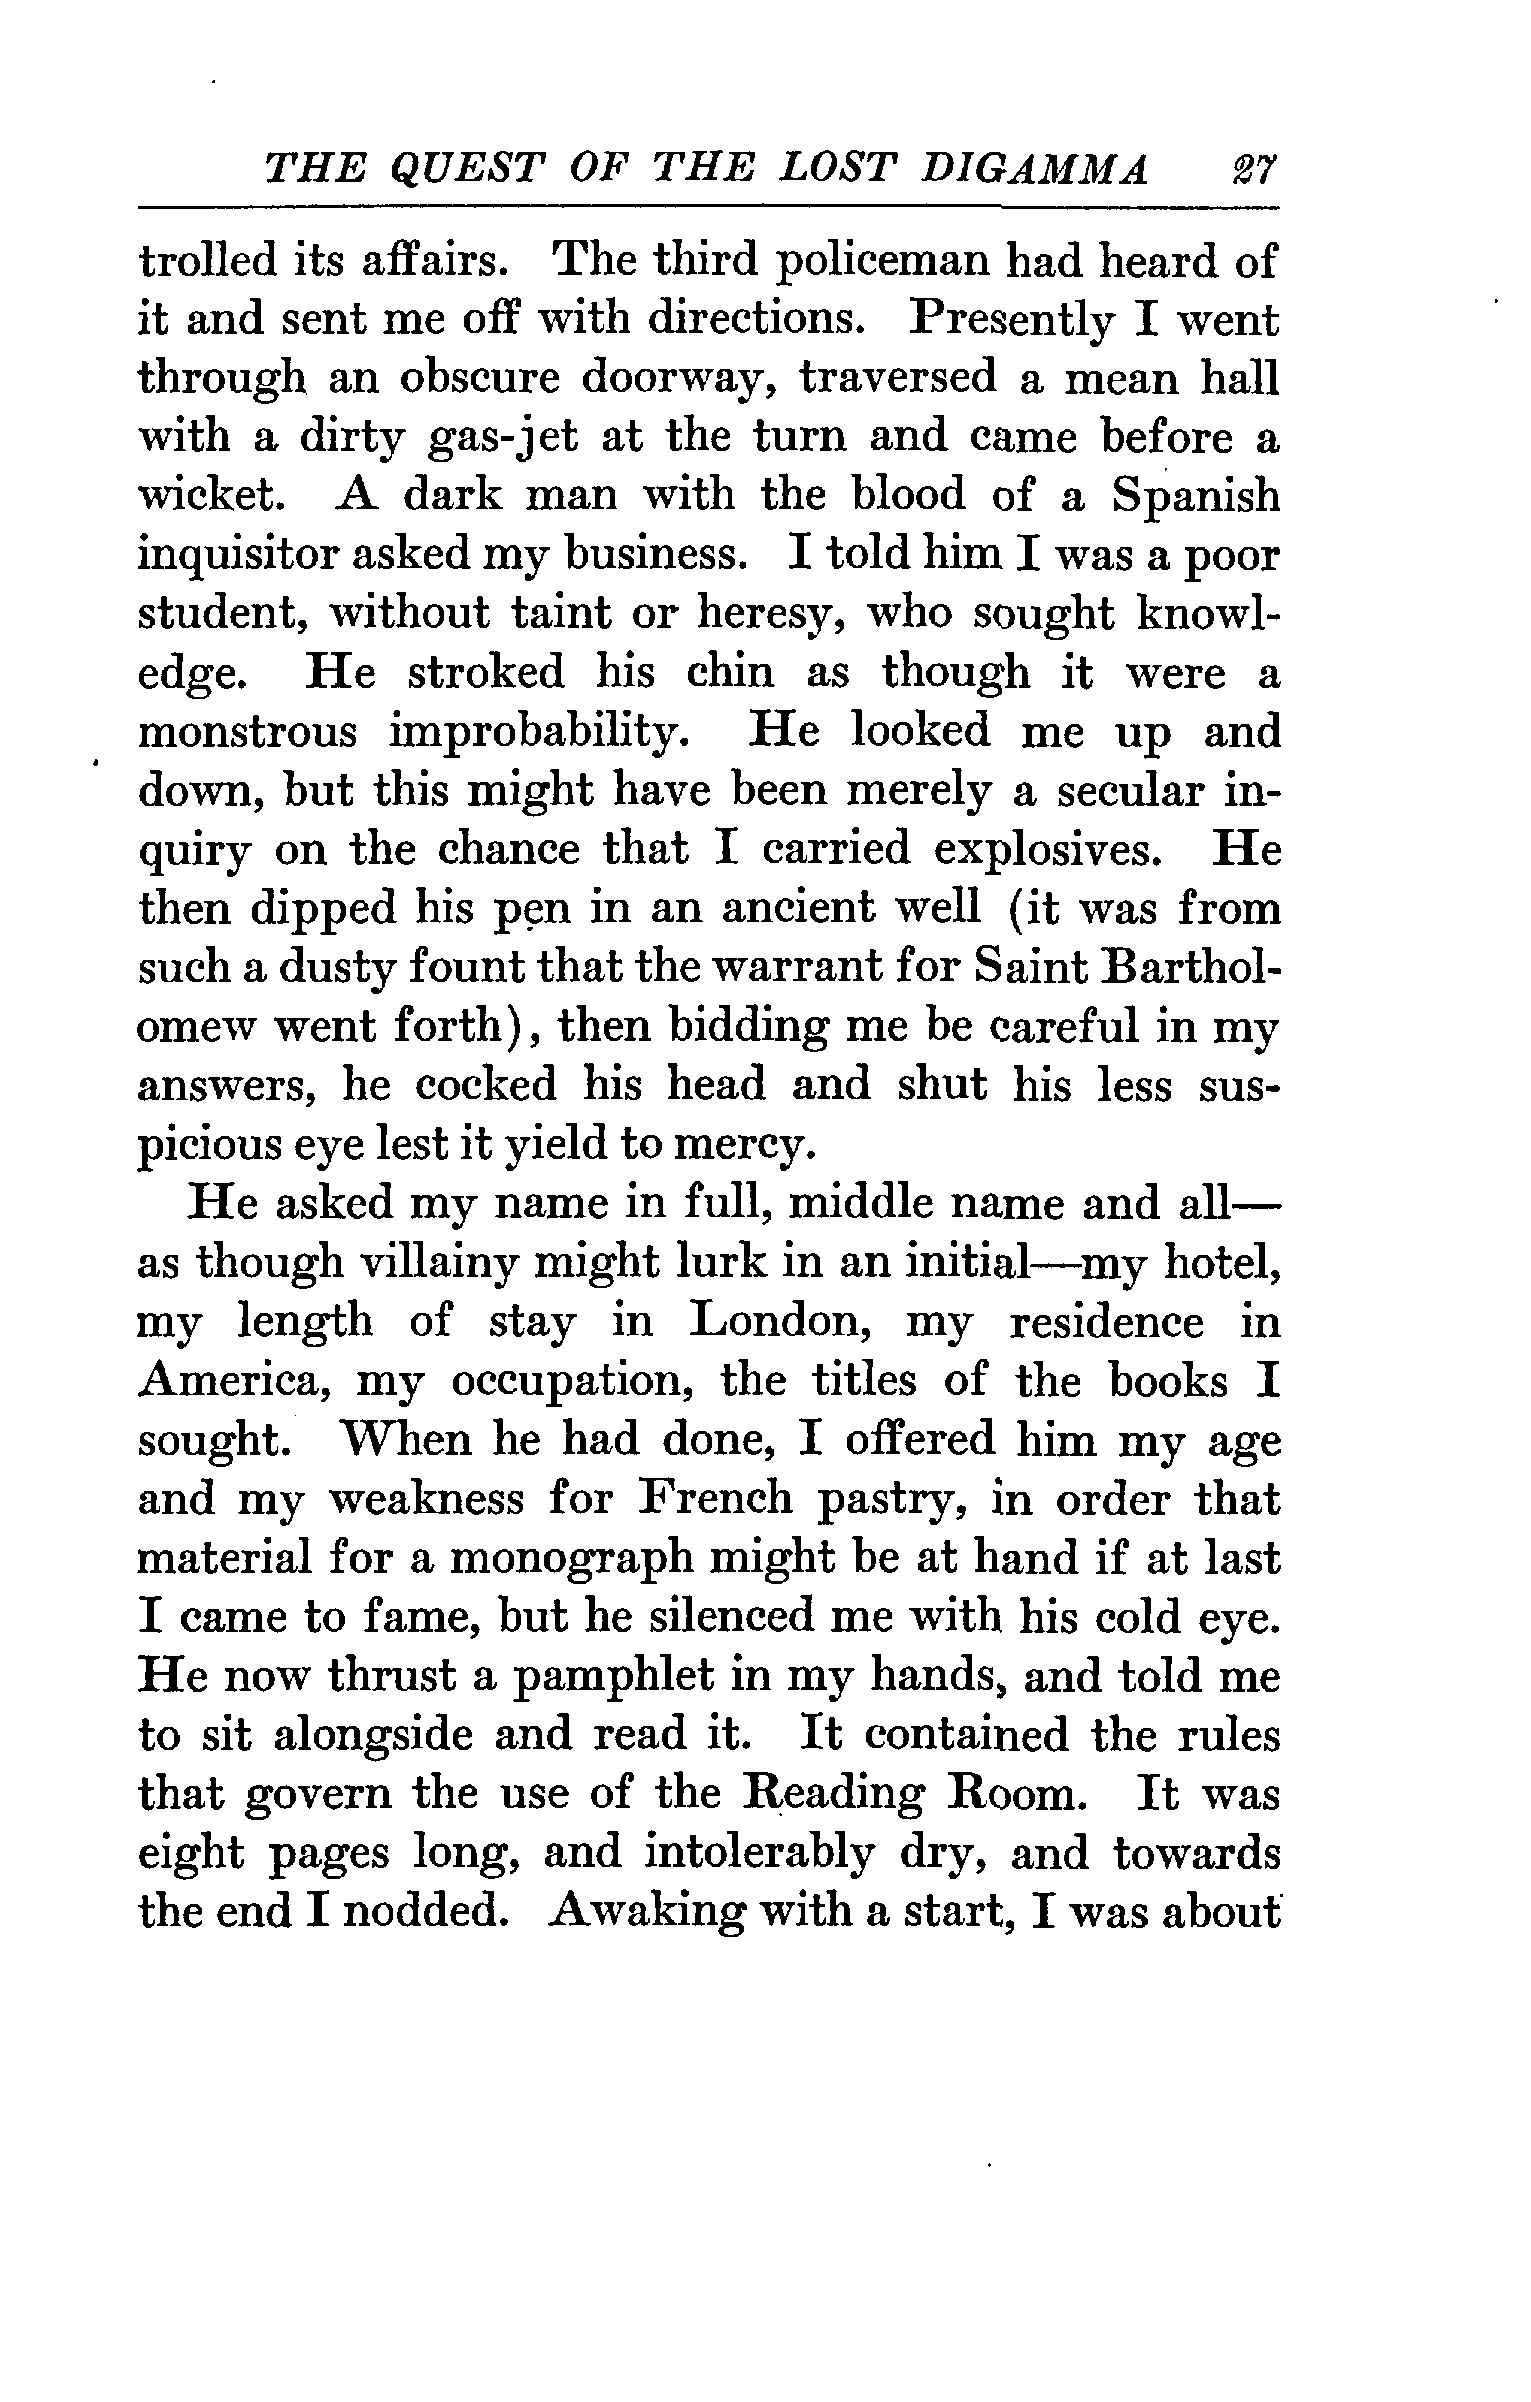 THE QUEST OF THE LOST DIGAMMA 27
trolled its affairs. The third policeman had heard of
it and sent me off with directions. Presently I went
through an obscure doorway, traversed a mean hall
with a dirty gas-jet at the turn and came before a
wicket. A dark man with the blood of a Spanish
inquisitor asked my business. I told him I was a poor
student, without taint or heresy, who sought knowl-
edge. He stroked his chin as though it were a
monstrous improbability. He looked me up and
down, but this might have been merely a secular in-
quiry on the chance that I carried explosives. He
then dipped his pen in an ancient well (it was from
such a dusty fount that the warrant for Saint Barthol-
omew went forth), then bidding me be careful in my
answers, he cocked his head and shut his less sus-
picious eye lest it yield to mercy.
He asked my name in full, middle name and all—
as though villainy might lurk in an initial—my hotel,
my length of stay in London, my residence in
America, my occupation, the titles of the books I
sought. When he had done, I offered him my age
and my weakness for French pastry, in order that
material for a monograph might be at hand if at last
I came to fame, but he silenced me with his cold eye.
He now thrust a pamphlet in my hands, and told me
to sit alongside and read it. It contained the rules
that govern the use of the Reading Room. It was
eight pages long, and intolerably dry, and towards
the end I nodded. Awaking with a start, I was about